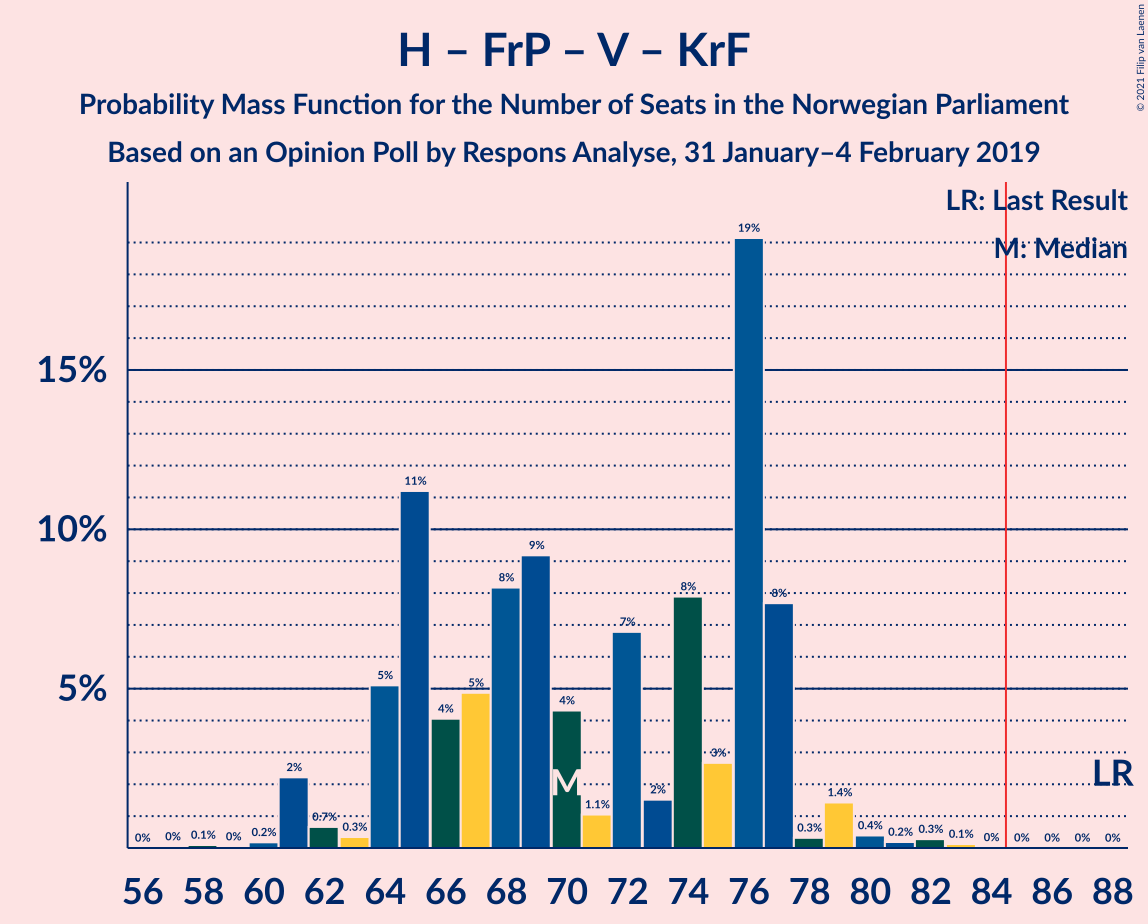 H – FrP – V – KrF
Probability Mass Function for the Number of Seats in the Norwegian Parliament
Based on an Opinion Poll by Respons Analyse, 31 January–4 February 2019
© 2021 Filip van Laenen
LR: Last Result
M: Median
15%
10%
5%
0% 0% 0.1% 0% 0.2% 2% 0.7% 0.3% 5% 11% 4% 5% 8% 9% 4% 1.1% 7% 2% 8% 3% 19% 8% 0.3% 1.4% 0.4% 0.2% 0.3% 0.1% 0% 0% 0% 0% 0%
M
LR
56 58 60 62 64 66 68 70 72 74 76 78 80 82 84 86 88